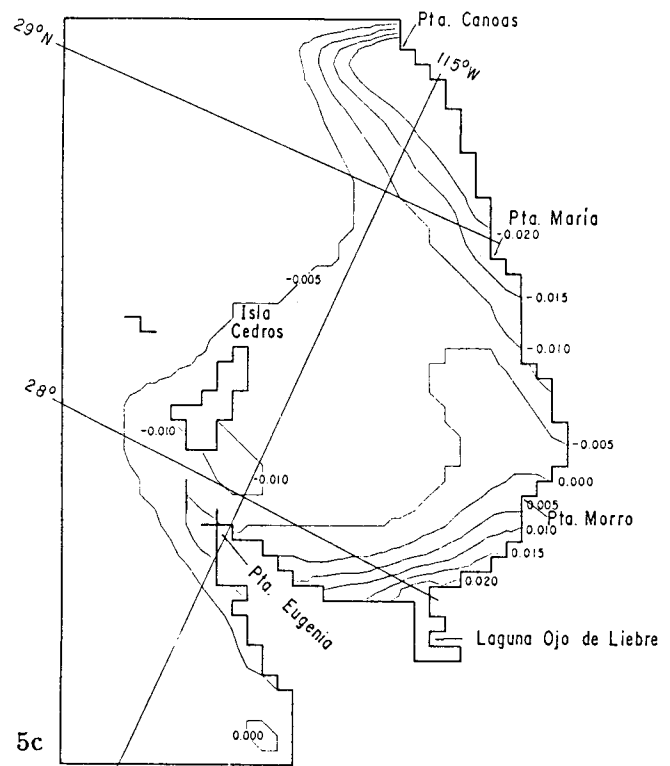 Pta. Canoas
29°N
115°W
Pta. María
-0.020
-0.005
-0.015
Isla
Cedros
-0.010
28°
-0.010
-0.005
-0.010
0.000
0.005
Pta. Morro
0.010
0.015
Pta. Eugenia
0.020
Laguna Ojo de Liebre
0.000
5c